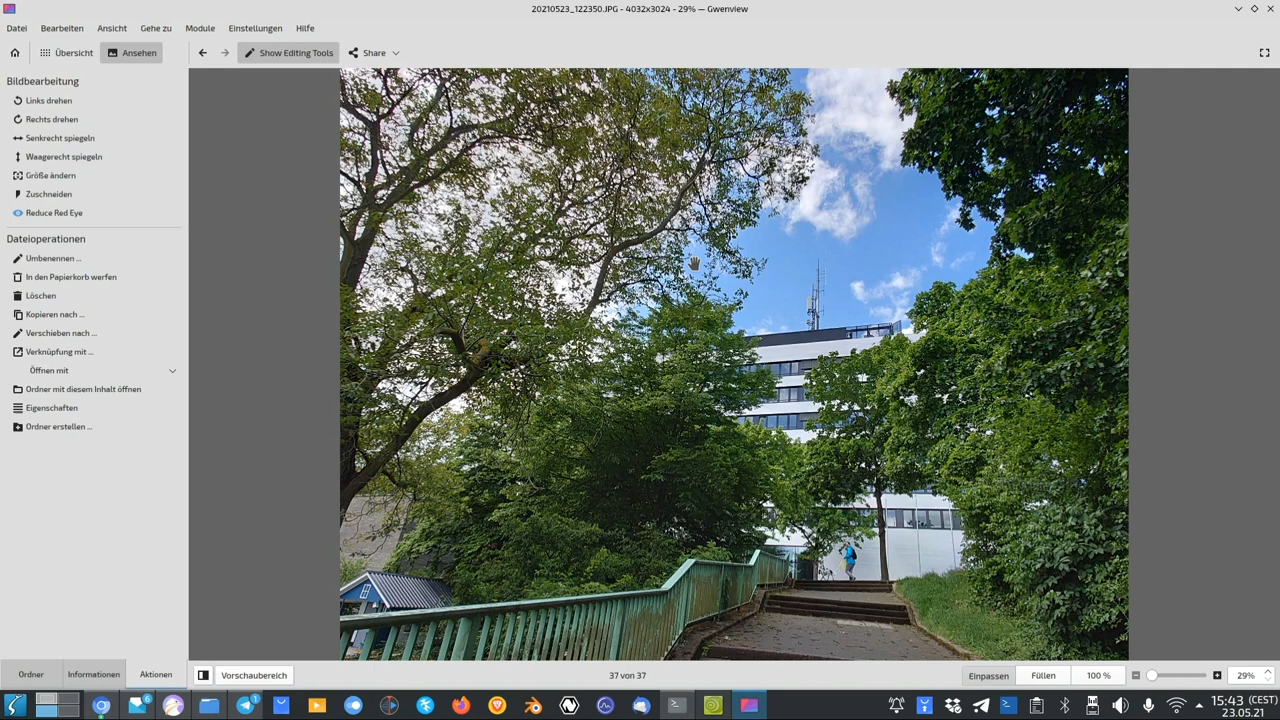 20210523_122350.JPG - 4032x3024 - 29% — Gwenview
Datei Bearbeiten Ansicht Gehe zu Module Einstellungen Hilfe
Übersicht Ansehen Show Editing Tools Share
Bildbearbeitung
Links drehen
Rechts drehen
Senkrecht spiegeln
Waagerecht spiegeln
Größe ändern
Zuschneiden
Reduce Red Eye
Dateioperationen
Umbenennen ...
In den Papierkorb werfen
Löschen
Kopieren nach ...
Verschieben nach ...
Verknüpfung mit ...
Öffnen mit
Ordner mit diesem Inhalt öffnen
Eigenschaften
Ordner erstellen ...
Ordner Informationen Aktionen Vorschaubereich 37 von 37 Einpassen Füllen 100 % 29%
6 1 15:43 (CEST)
23.05.21